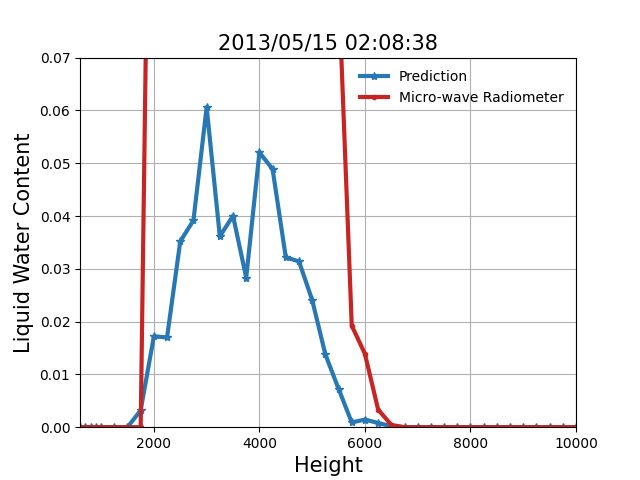 2013/05/15 02:08:38
0.07
0.06
0.05
0.04
0.03
0.02
0.01
0.00
Liquid Water Content
Prediction
Micro-wave Radiometer
2000 4000 6000 8000 10000
Height